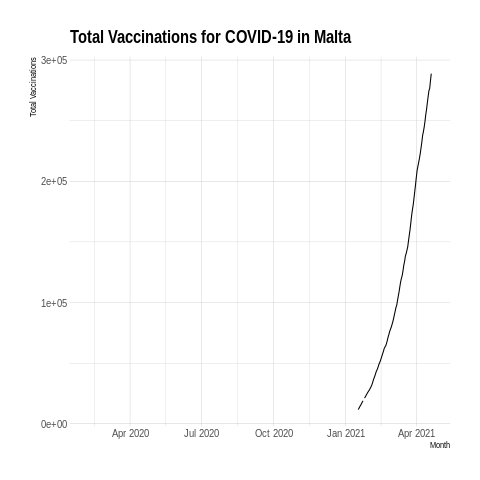 Total Vaccinations for COVID-19 in Malta
Total Vaccinations
3e+05
2e+05
1e+05
0e+00
Apr 2020 Jul 2020 Oct 2020 Jan 2021 Apr 2021
Month